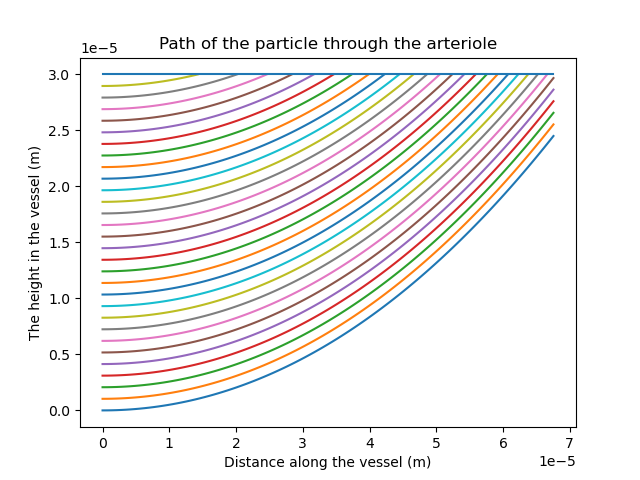 Path of the particle through the arteriole
1e−5
3.0
2.5
2.0
1.5
1.0
0.5
0.0
The height in the vessel (m)
0 1 2 3 4 5 6 7
Distance along the vessel (m)
1e−5